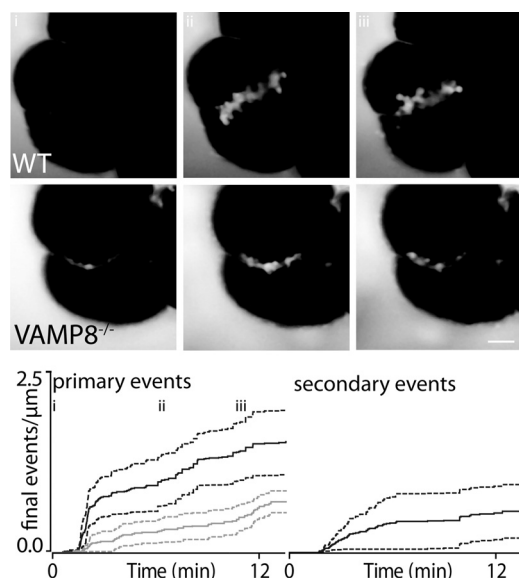 i ii iii
WT
VAMP8-/-
2.5 primary events secondary events
i ii iii
final events/µm
0.0
0 Time (min) 12 0 Time (min) 12